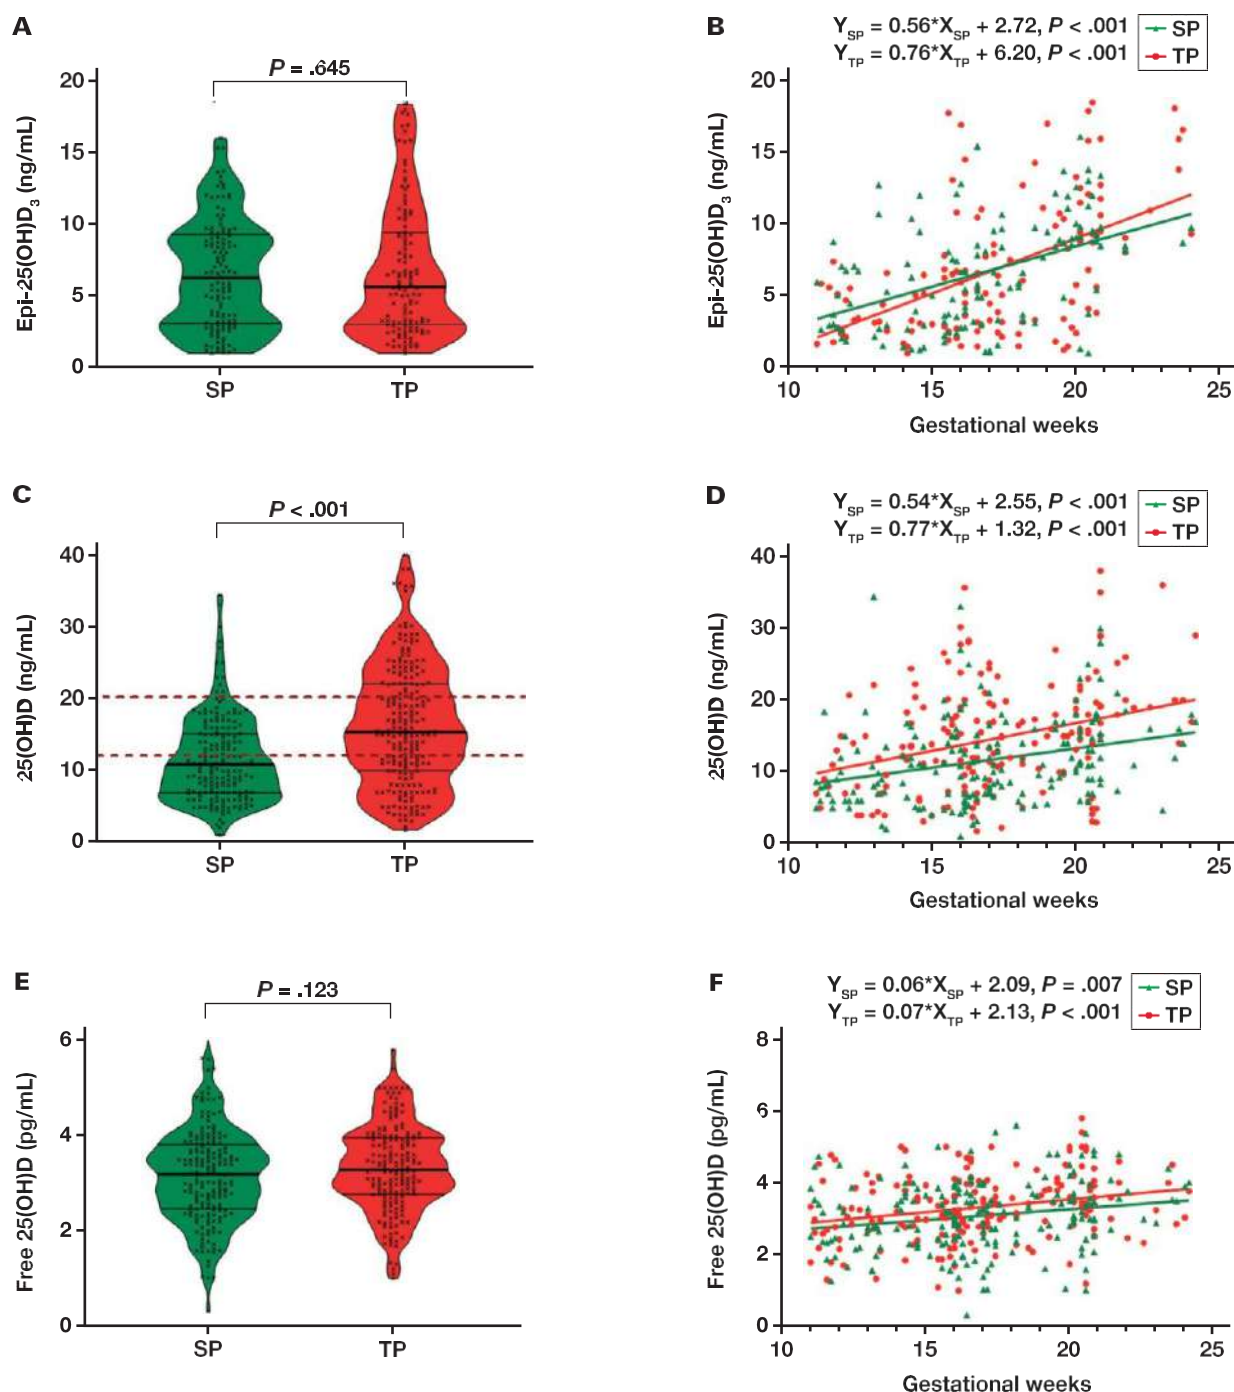 A
P = .645
Epi-25(OH)D3 (ng/mL)
20
15
10
5
0
SP
TP
B
YSP = 0.56*XSP + 2.72, P < .001
YTP = 0.76*XTP + 6.20, P < .001
SP
TP
Epi-25(OH)D3 (ng/mL)
20
15
10
5
0
10
15
20
25
Gestational weeks
C
P < .001
25(OH)D (ng/mL)
40
30
20
10
0
SP
TP
D
YSP = 0.54*XSP + 2.55, P < .001
YTP = 0.77*XTP + 1.32, P < .001
SP
TP
25(OH)D (ng/mL)
40
30
20
10
0
10
15
20
25
Gestational weeks
E
P = .123
Free 25(OH)D (pg/mL)
6
4
2
0
SP
TP
F
YSP = 0.06*XSP + 2.09, P = .007
YTP = 0.07*XTP + 2.13, P < .001
SP
TP
Free 25(OH)D (pg/mL)
8
6
4
2
0
10
15
20
25
Gestational weeks